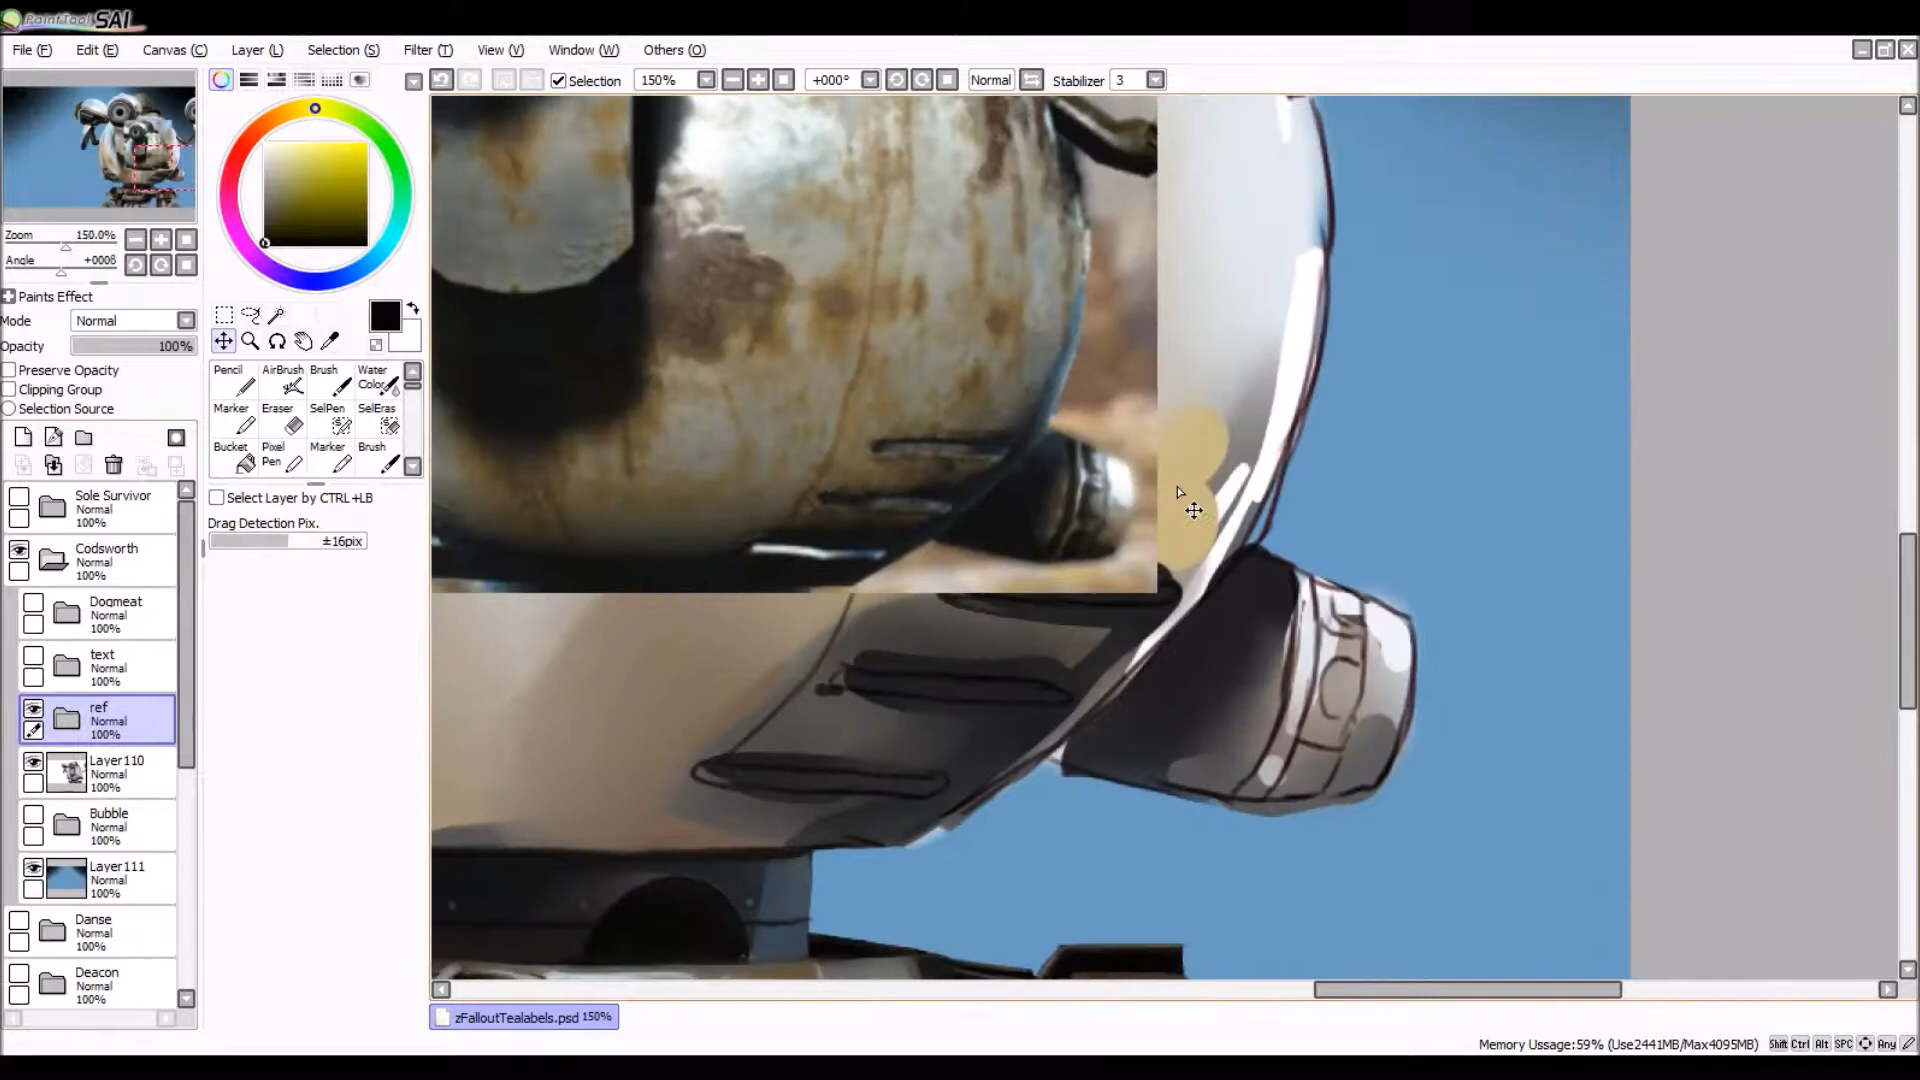 PaintTool SAI
File (F) Edit (E) Canvas (C) Layer (L) Selection (S) Filter (T) View (V) Window (W) Others (O)
Selection 150% +000° Normal Stabilizer 3
Zoom 150.0%
Angle +000ß
Paints Effect
Mode Normal
Opacity 100%
Preserve Opacity
Clipping Group
Selection Source
Sole Survivor
Normal
100%
Codsworth
Normal
100%
Dogmeat
Normal
100%
text
Normal
100%
ref
Normal
100%
Layer110
Normal
100%
Bubble
Normal
100%
Layer111
Normal
100%
Danse
Normal
100%
Deacon
Normal
100%
Pencil AirBrush Brush Water Color
Marker Eraser SelPen SelEras
Bucket Pixel Pen Marker Brush
Select Layer by CTRL +LB
Drag Detection Pix.
±16pix
zFalloutTealabels.psd 150%
Memory Ussage:59% (Use2441MB/Max4095MB) Shift Ctrl Alt SPC Any